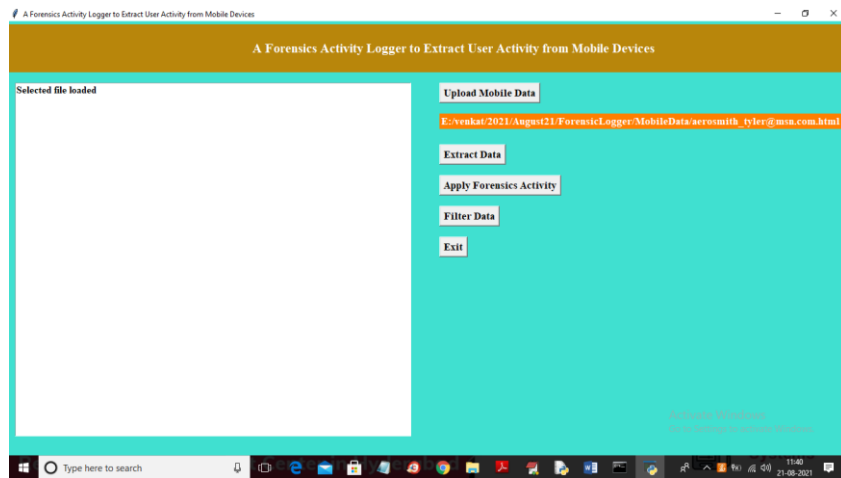 A Forensics Activity Logger to Extract User Activity from Mobile Devices
A Forensics Activity Logger to Extract User Activity from Mobile Devices
Selected file loaded
Upload Mobile Data
E:/venkat/2021/August21/ForensicLogger/MobileData/aerosmith_tyler@msn.com.html
Extract Data
Apply Forensics Activity
Filter Data
Exit
Activate Windows
Type here to search
11:40
21-08-2021